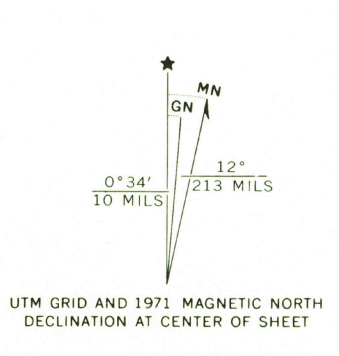 ★
MN
GN
12°
213 MILS
0°34′
10 MILS
UTM GRID AND 1971 MAGNETIC NORTH
DECLINATION AT CENTER OF SHEET